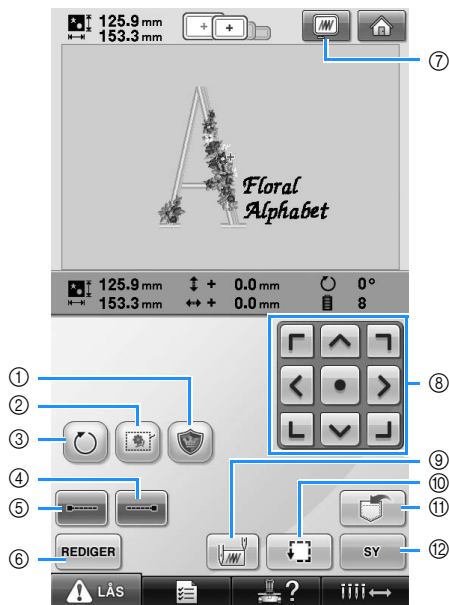 125.9 mm
153.3 mm
⑦
Floral
Alphabet
125.9 mm + 0.0 mm 0°
153.3 mm + 0.0 mm 8
①
②
③
⑧
④
⑤
⑨
⑩
⑪
⑥ REDIGER
SY ⑫
LÅS
?